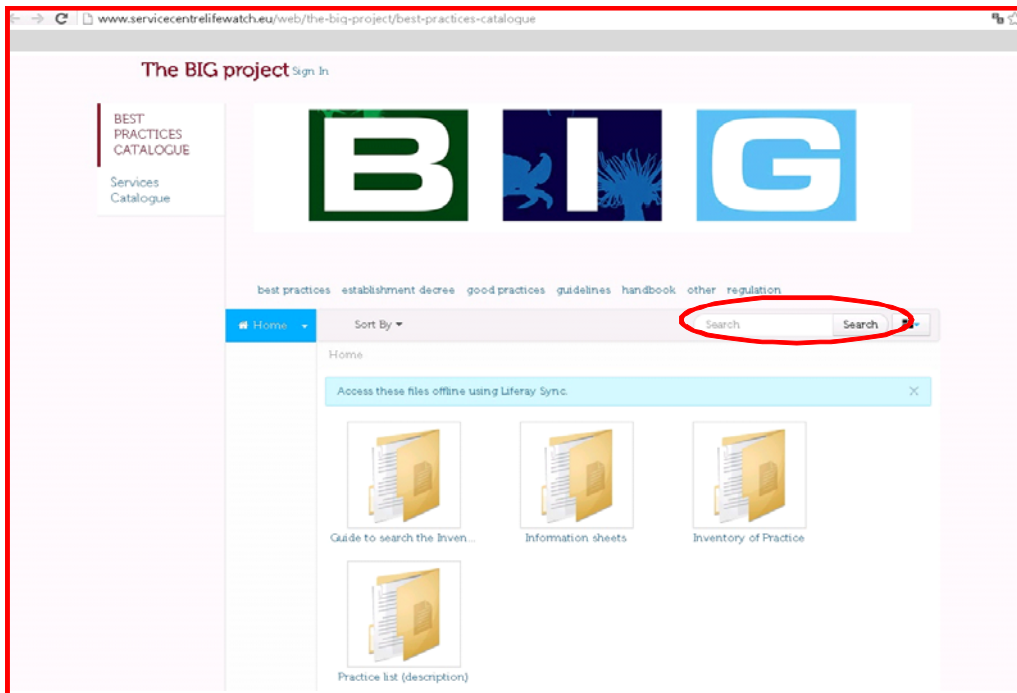 www.servicecentrelifewatch.eu/web/the-big-project/best-practices-catalogue
The BIG project Sign In
BEST
PRACTICES
CATALOGUE
Services
Catalogue
B I G
best practices establishment decree good practices guidelines handbook other regulation
Home Sort By Search Search
Home
Access these files offline using Liferay Sync.
Guide to search the Inven... Information sheets Inventory of Practice
Practice list (description)